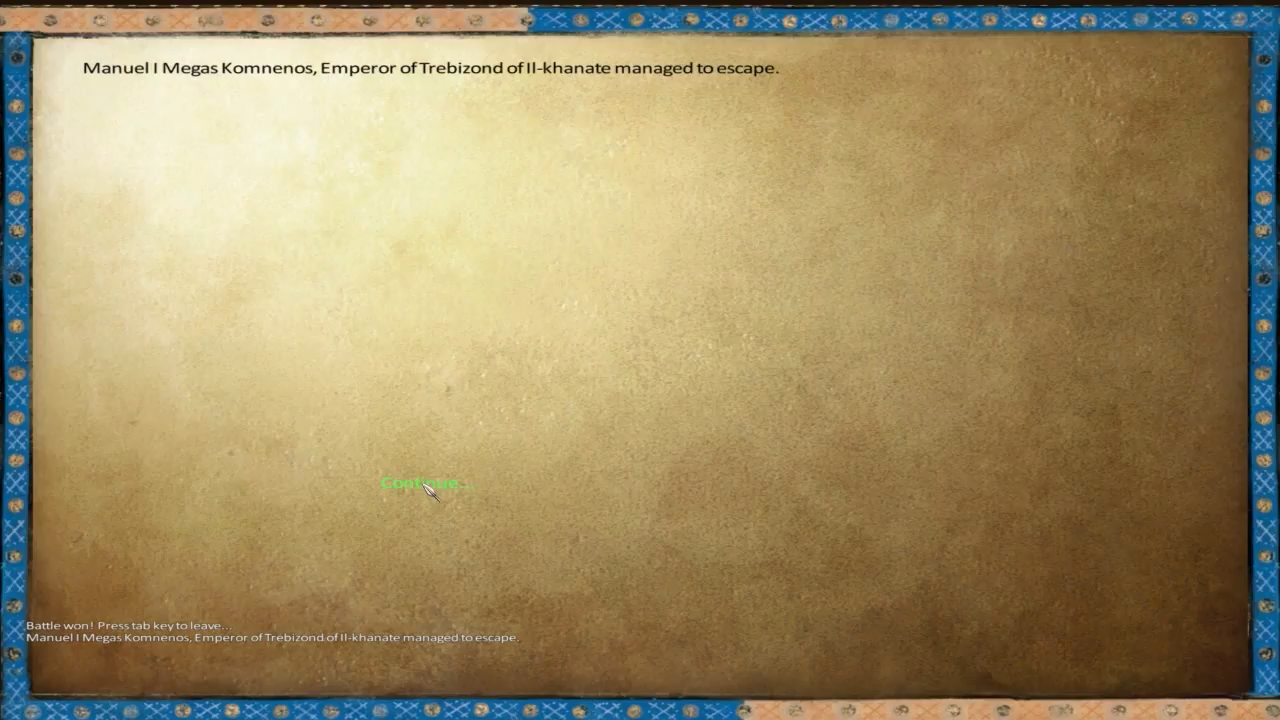 Manuel I Megas Komnenos, Emperor of Trebizond of Il-khanate managed to escape.
Continue...
Battle won! Press tab key to leave...
Manuel I Megas Komnenos, Emperor of Trebizond of Il-khanate managed to escape.